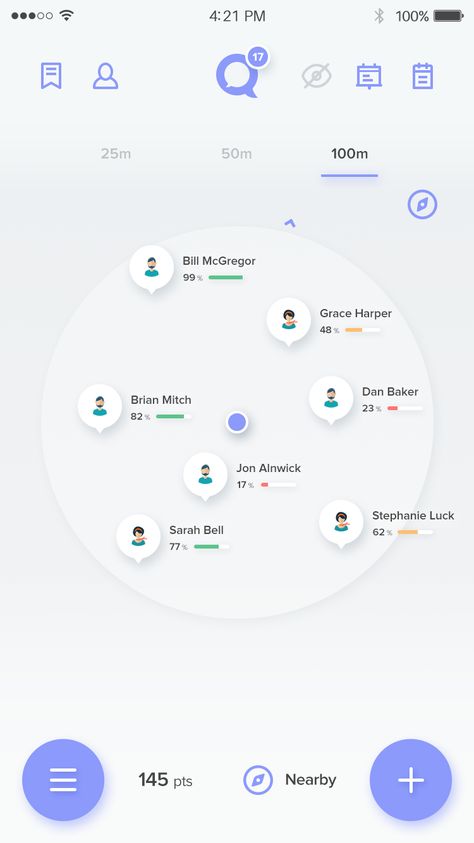 4:21 PM
100%
17
25m
50m
100m
Bill McGregor
99 %
Grace Harper
48 %
Dan Baker
23 %
Brian Mitch
82 %
Jon Alnwick
17 %
Stephanie Luck
62 %
Sarah Bell
77 %
145 pts
Nearby